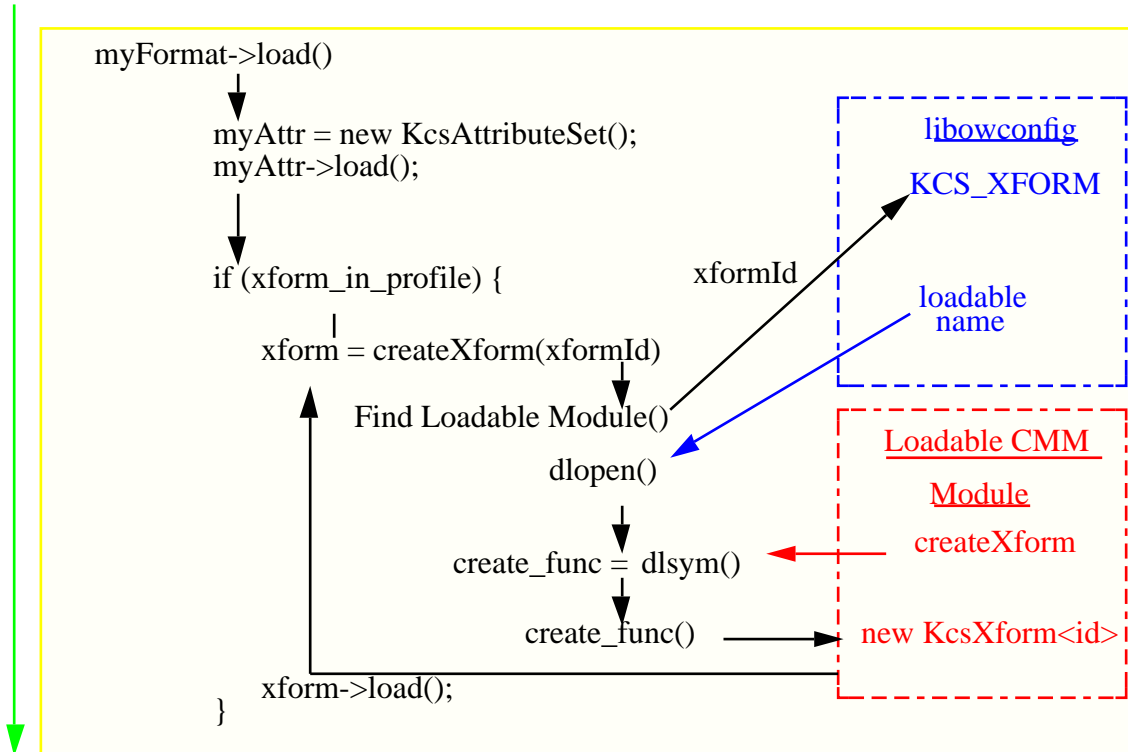 myFormat->load()
myAttr = new KcsAttributeSet();
myAttr->load();
if (xform_in_profile) {
xform = createXform(xformId)
Find Loadable Module()
dlopen()
create_func = dlsym()
create_func()
xform->load();
}
xformId
libowconfig
KCS_XFORM
loadable
name
Loadable CMM
Module
createXform
new KcsXform<id>